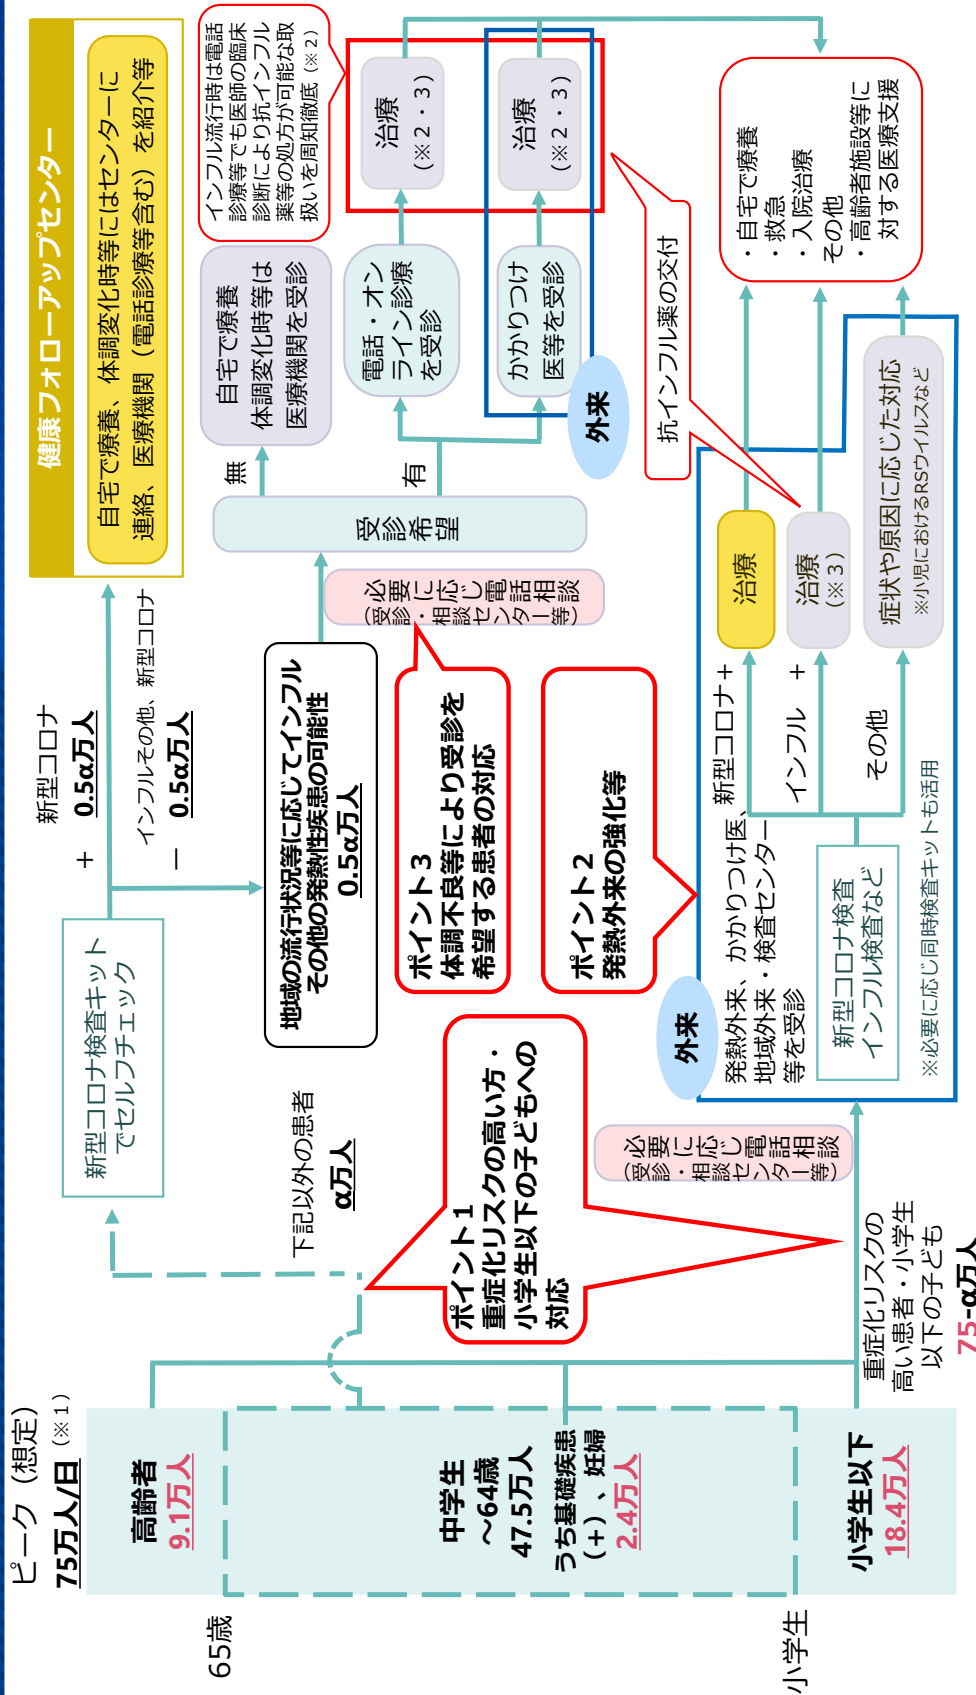 ピーク（想定）
75万人/日（※１）
65歳
小学生
高齢者
9.1万人
中学生
～64歳
47.5万人
うち基礎疾患
（＋）、妊婦
2.4万人
小学生以下
18.4万人
下記以外の患者
α万人
重症化リスクの
高い患者・小学生
以下の子ども
75-α万人
ポイント1
重症化リスクの高い方・
小学生以下の子どもへの
対応
新型コロナ検査キット
でセルフチェック
新型コロナ
＋
0.5α万人
インフルその他、新型コロナ
－
0.5α万人
健康フォローアップセンター
自宅で療養、体調変化時等にはセンターに
連絡、医療機関（電話診療等含む）を紹介等
地域の流行状況等に応じてインフル
その他の発熱性疾患の可能性
0.5α万人
ポイント3
体調不良等により受診を
希望する患者の対応
必要に応じ電話相談
（受診・相談センター等）
受診
希望
無
有
自宅で療養
体調変化時等は
医療機関を受診
電話・オン
ライン診療
を受診
かかりつけ
医等を受診
外来
インフル流行時は電話
診療等でも医師の臨床
診断により抗インフル
薬等の処方が可能な取
扱いを周知徹底（※２）
治療
（※２・３）
治療
（※２・３）
抗インフル薬の交付
ポイント2
発熱外来の強化等
必要に応じ電話相談
（受診・相談センター等）
外来
発熱外来、かかりつけ医、
地域外来・検査センター
等を受診
新型コロナ検査
インフル検査など
※必要に応じ同時検査キットも活用
新型コロナ＋
インフル ＋
その他
治療
治療
（※３）
症状や原因に応じた対応
※小児におけるRSウイルスなど
・自宅で療養
・救急
・入院治療
その他
・高齢者施設等に
対する医療支援